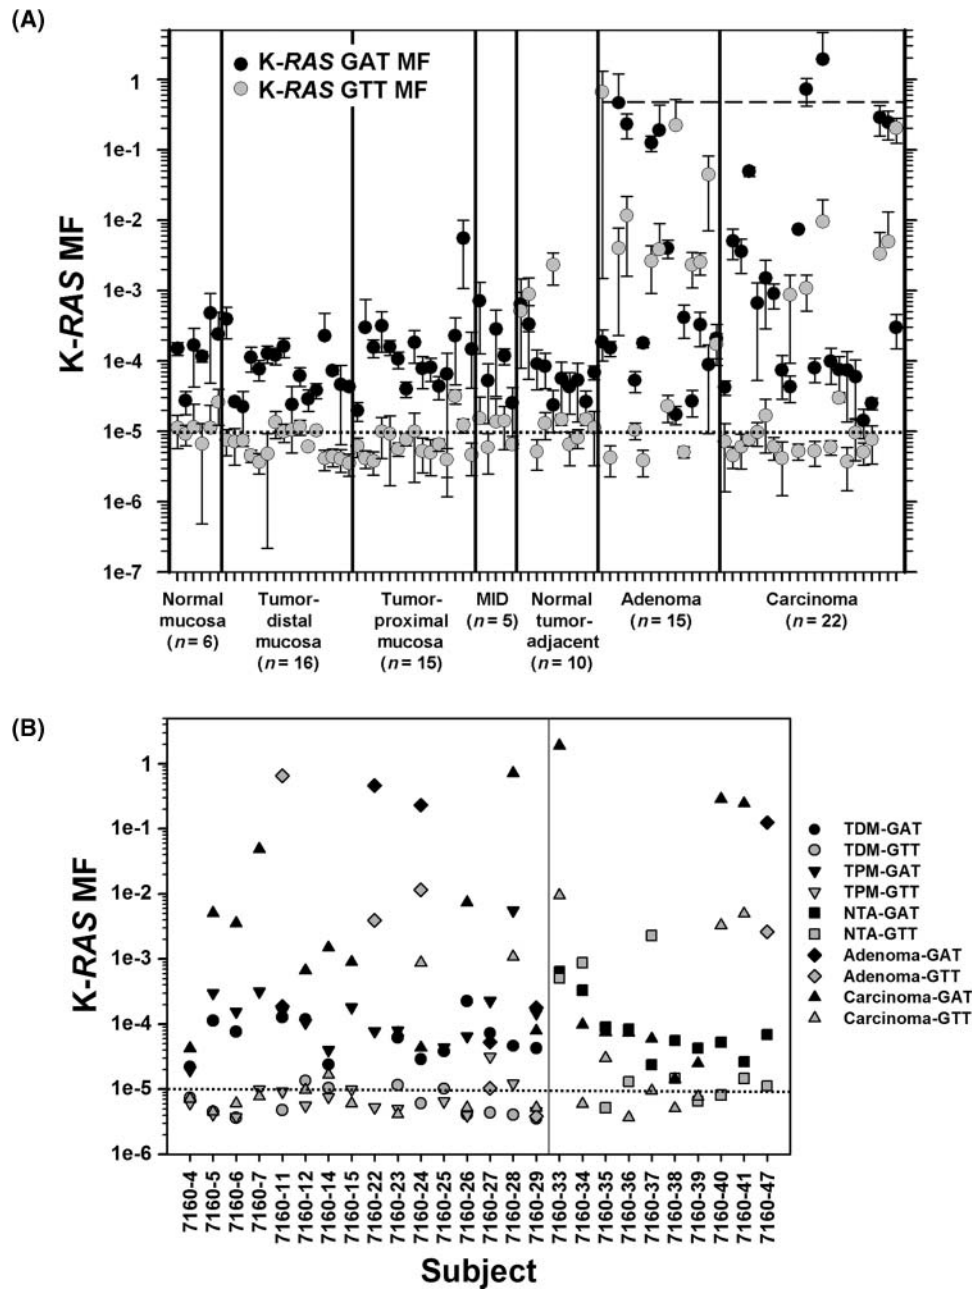 (A)
K-RAS GAT MF
K-RAS GTT MF
K-RAS MF
1
1e-1
1e-2
1e-3
1e-4
1e-5
1e-6
1e-7
Normal mucosa (n = 6)
Tumor-distal mucosa (n = 16)
Tumor-proximal mucosa (n = 15)
MID (n = 5)
Normal tumor-adjacent (n = 10)
Adenoma (n = 15)
Carcinoma (n = 22)
(B)
K-RAS MF
1
1e-1
1e-2
1e-3
1e-4
1e-5
1e-6
TDM-GAT
TDM-GTT
TPM-GAT
TPM-GTT
NTA-GAT
NTA-GTT
Adenoma-GAT
Adenoma-GTT
Carcinoma-GAT
Carcinoma-GTT
7160-4
7160-5
7160-6
7160-7
7160-11
7160-12
7160-14
7160-15
7160-22
7160-23
7160-24
7160-25
7160-26
7160-27
7160-28
7160-29
7160-33
7160-34
7160-35
7160-36
7160-37
7160-38
7160-39
7160-40
7160-41
7160-47
Subject